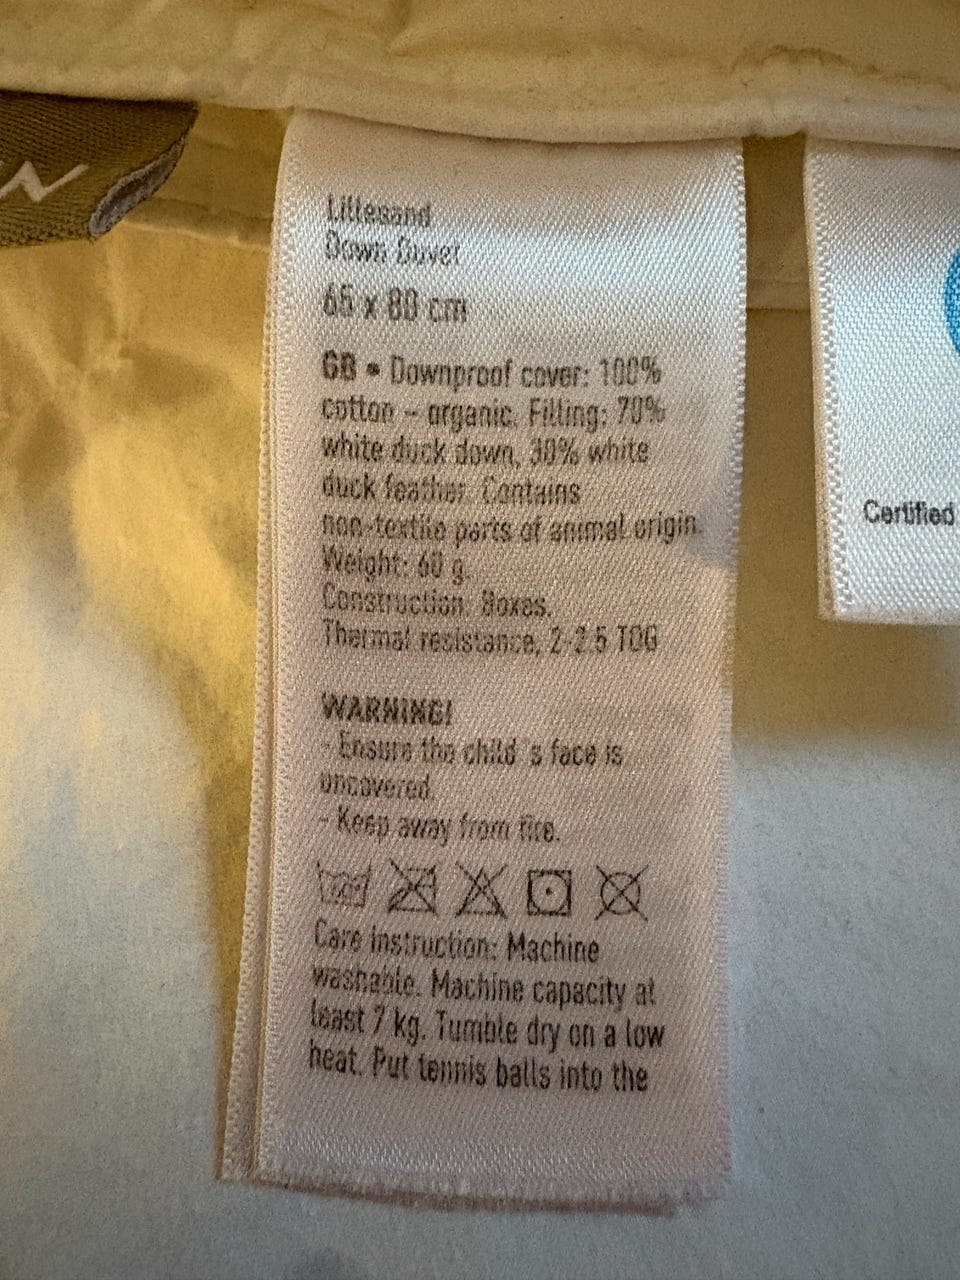 N
Lillesand
Down Duvet
65 x 80 cm
GB • Downproof cover: 100%
cotton – organic. Filling: 70%
white duck down, 30% white
duck feather. Contains
non-textile parts of animal origin.
Weight: 60 g.
Construction: Boxes.
Thermal resistance, 2-2.5 TOG
WARNING!
- Ensure the child´s face is
uncovered.
- Keep away from fire.
Care instruction: Machine
washable. Machine capacity at
least 7 kg. Tumble dry on a low
heat. Put tennis balls into the
Certified